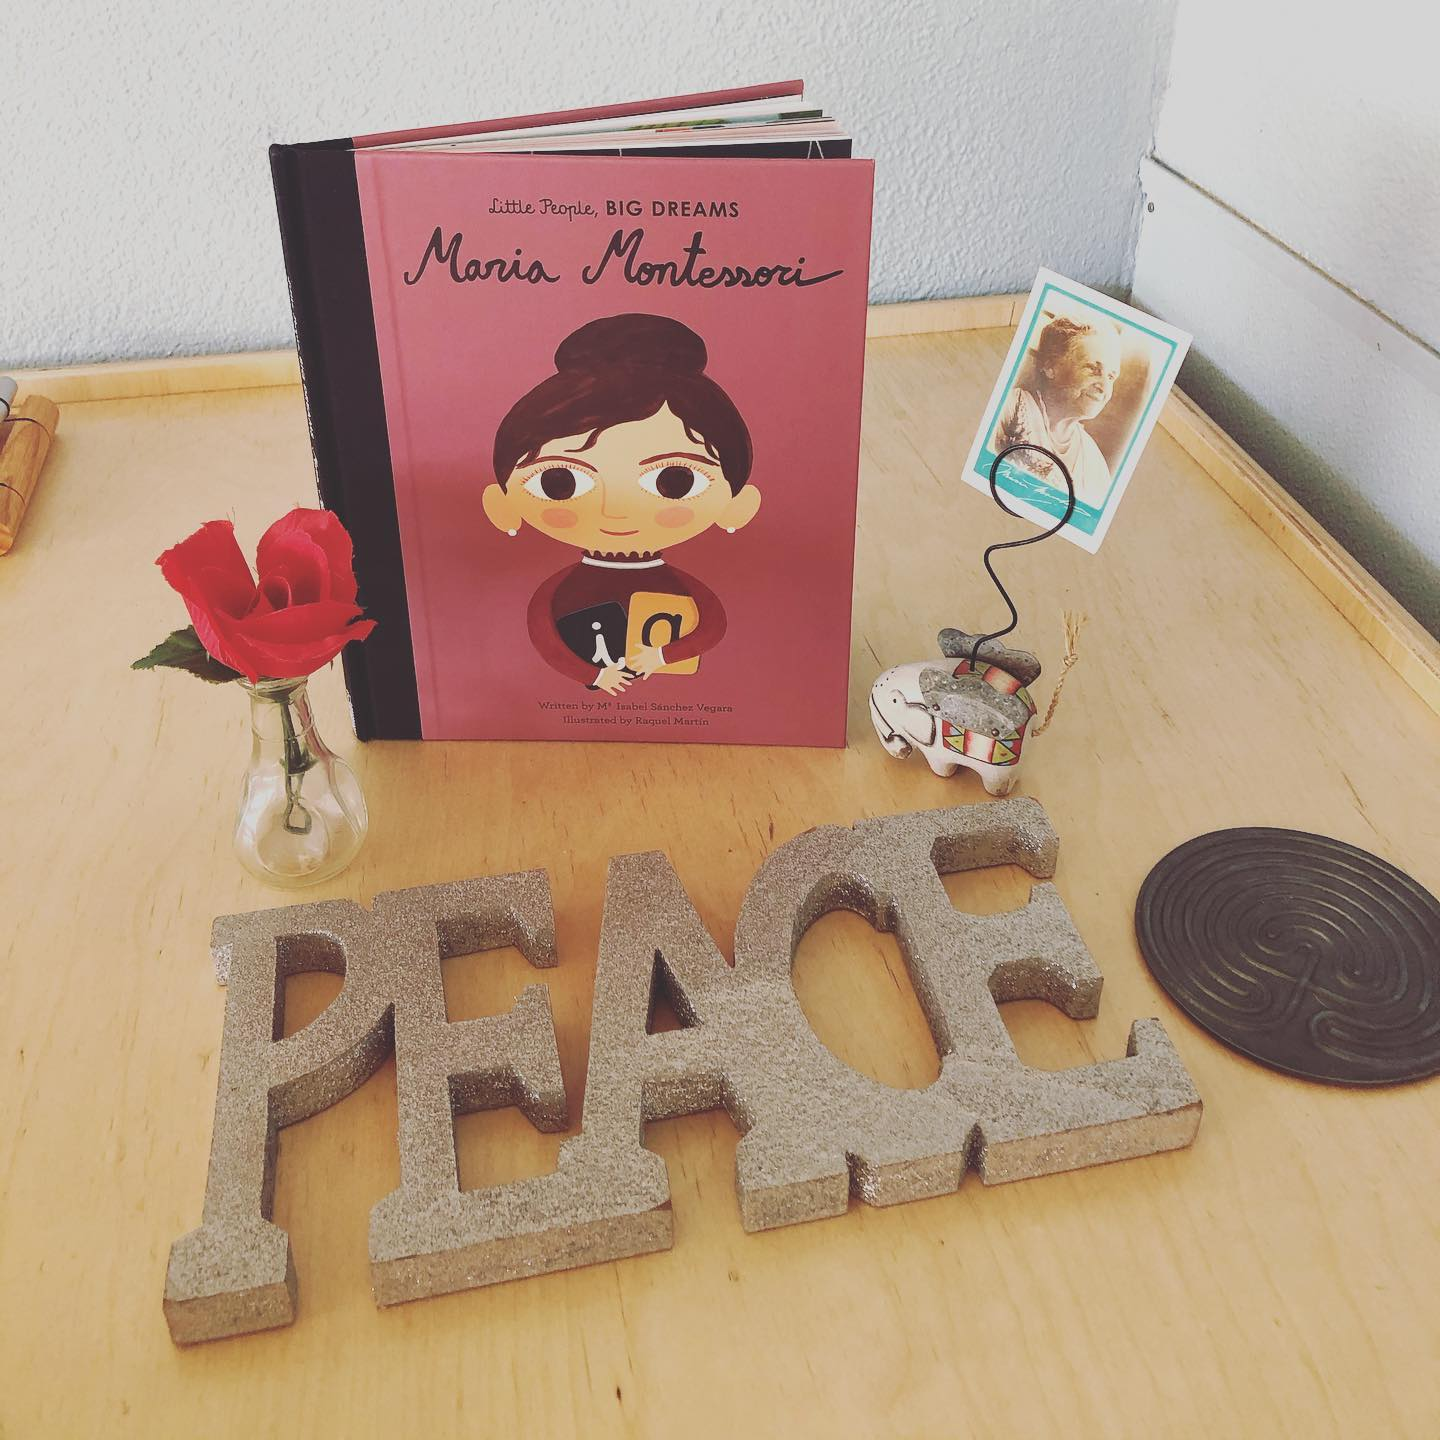 Little People, BIG DREAMS
Maria Montessori
i a
Written by Mª Isabel Sánchez Vegara
Illustrated by Raquel Martín
PEACE